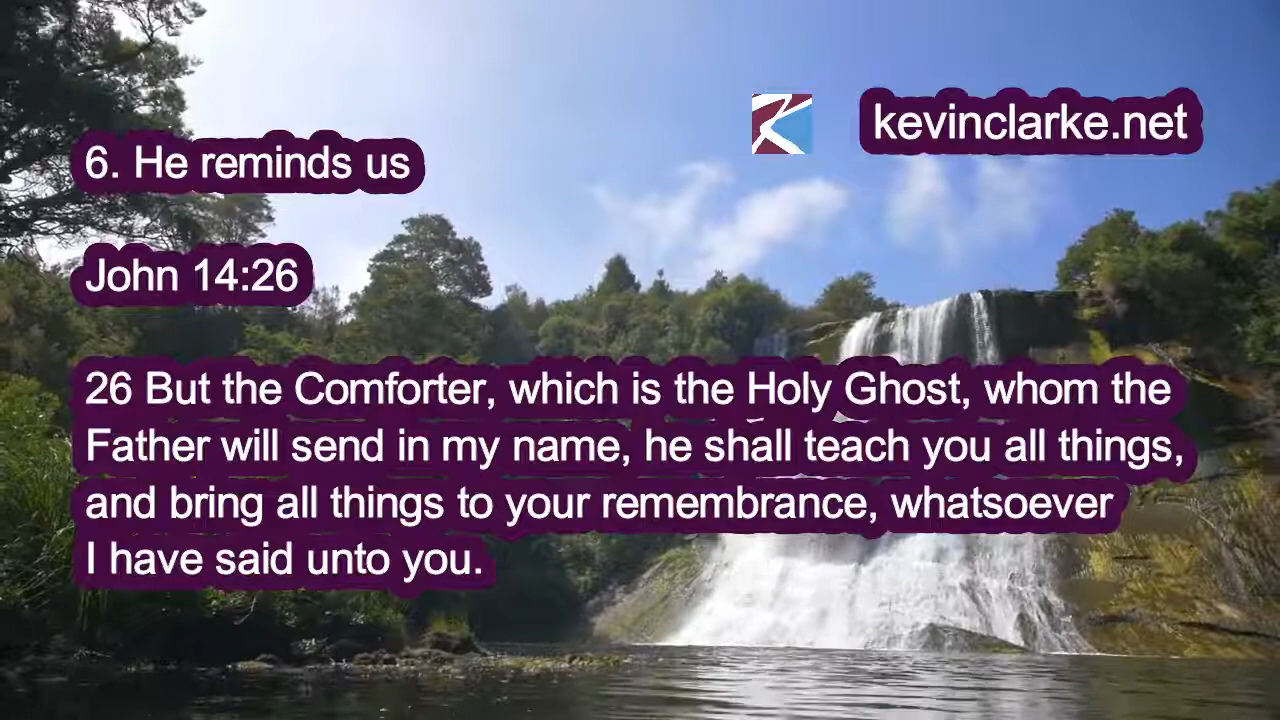 kevinclarke.net
6. He reminds us
John 14:26
26 But the Comforter, which is the Holy Ghost, whom the
Father will send in my name, he shall teach you all things,
and bring all things to your remembrance, whatsoever
I have said unto you.